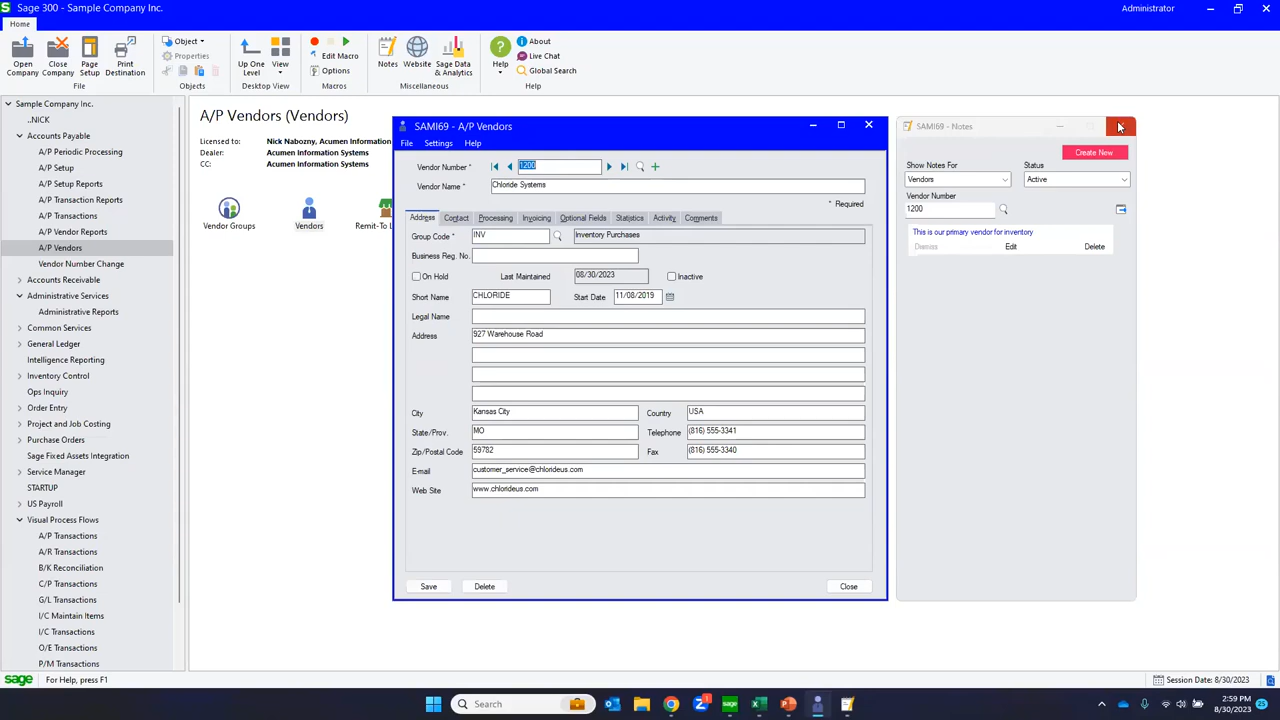 Sage 300 - Sample Company Inc.
Administrator
Home
Open Company
Close Company
Page Setup
Print Destination
File
Object
Properties
Objects
Up One Level
View
Desktop View
Edit Macro
Options
Macros
Notes
Website
Sage Data & Analytics
Miscellaneous
Help
About
Live Chat
Global Search
Help
Sample Company Inc.
..NICK
Accounts Payable
A/P Periodic Processing
A/P Setup
A/P Setup Reports
A/P Transaction Reports
A/P Transactions
A/P Vendor Reports
A/P Vendors
Vendor Number Change
Accounts Receivable
Administrative Services
Administrative Reports
Common Services
General Ledger
Intelligence Reporting
Inventory Control
Ops Inquiry
Order Entry
Project and Job Costing
Purchase Orders
Sage Fixed Assets Integration
Service Manager
STARTUP
US Payroll
Visual Process Flows
A/P Transactions
A/R Transactions
B/K Reconciliation
C/P Transactions
G/L Transactions
I/C Maintain Items
I/C Transactions
O/E Transactions
P/M Transactions
A/P Vendors (Vendors)
Licensed to: Nick Nabozny, Acumen Information
Dealer: Acumen Information Systems
CC: Acumen Information Systems
Vendor Groups
Vendors
Remit-To L
SAMI69 - A/P Vendors
File Settings Help
Vendor Number * 1200
Vendor Name * Chloride Systems
* Required
Address Contact Processing Invoicing Optional Fields Statistics Activity Comments
Group Code * INV Inventory Purchases
Business Reg. No.
On Hold Last Maintained 08/30/2023 Inactive
Short Name CHLORIDE Start Date 11/08/2019
Legal Name
Address 927 Warehouse Road
City Kansas City Country USA
State/Prov. MO Telephone (816) 555-3341
Zip/Postal Code 59782 Fax (816) 555-3340
E-mail customer_service@chlorideus.com
Web Site www.chlorideus.com
Save Delete Close
SAMI69 - Notes
Create New
Show Notes For Status
Vendors Active
Vendor Number
1200
This is our primary vendor for inventory
Dismiss Edit Delete
sage For Help, press F1
Session Date: 8/30/2023
Search
1
sage
2:59 PM
8/30/2023